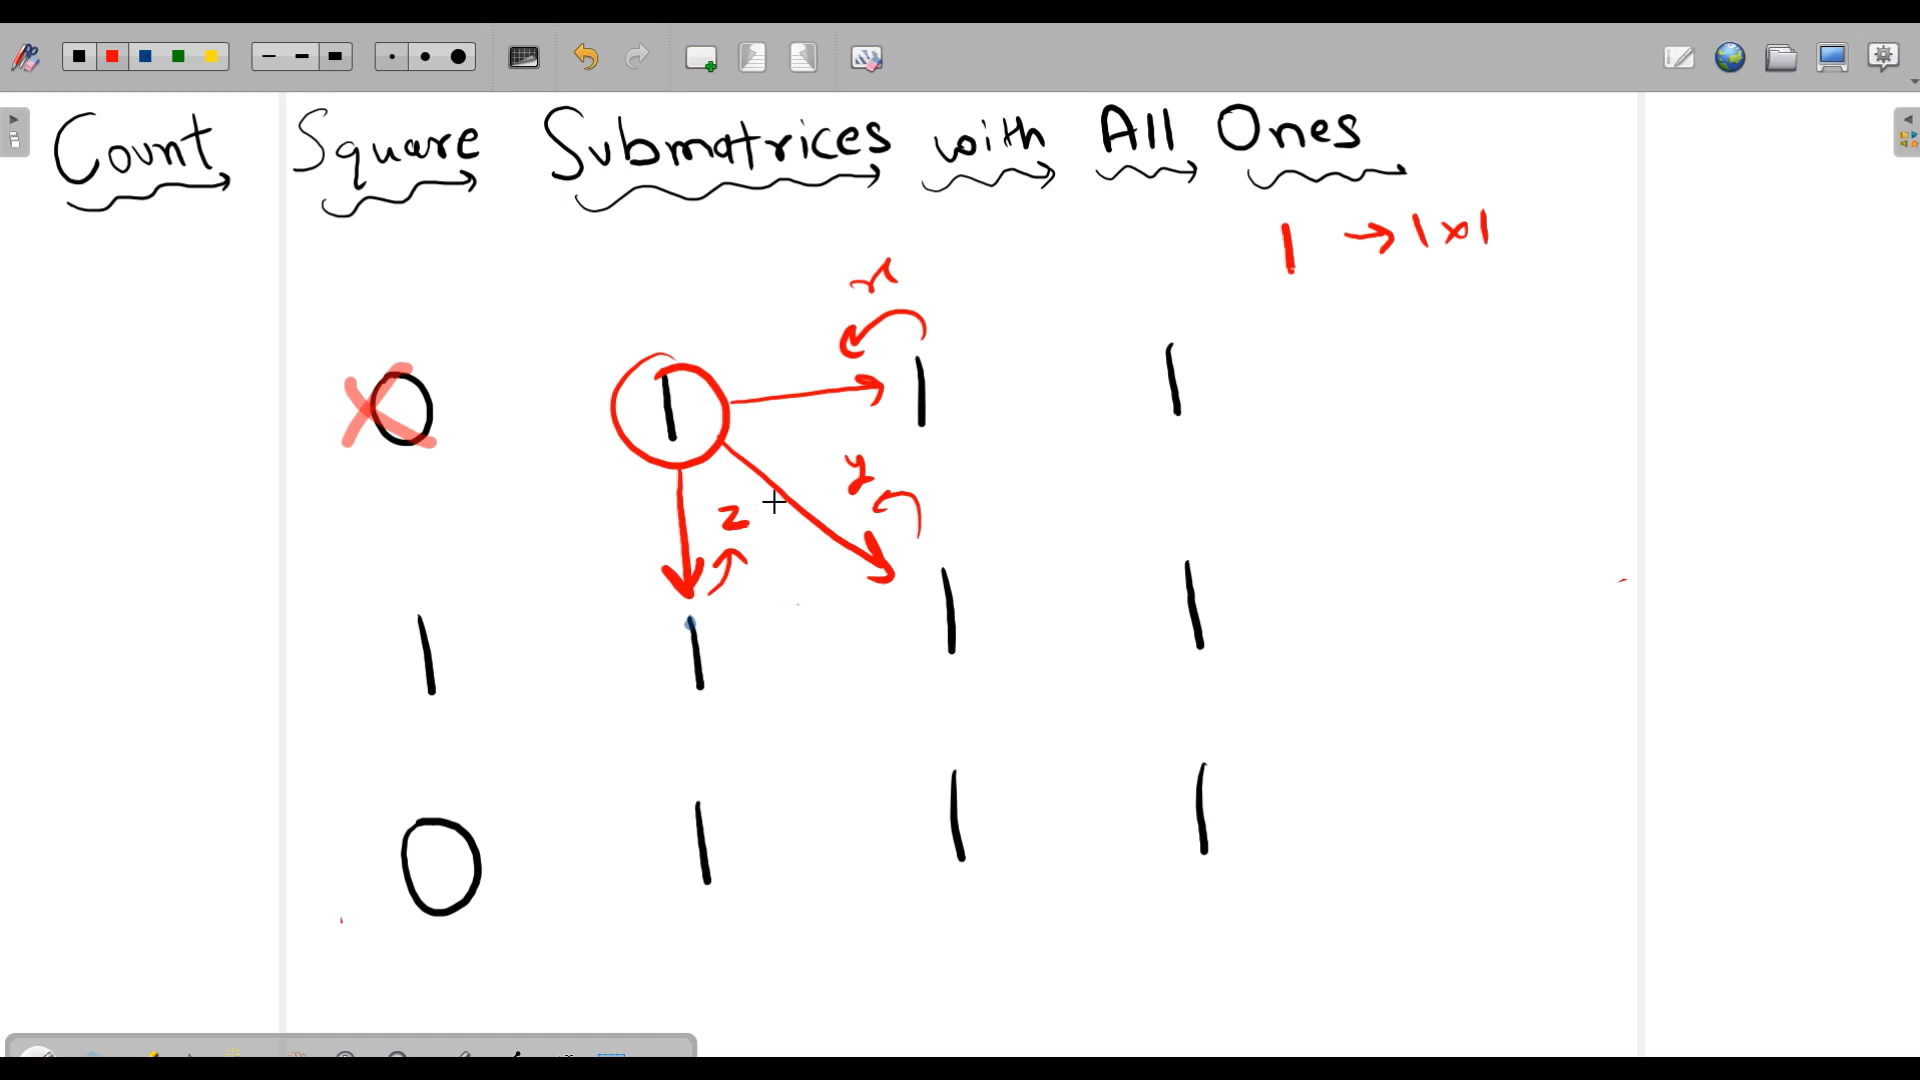 Count Square Submatrices with All Ones
1 → 1x1
x
0 1 1 1
y
z
1 1 1 1
0 1 1 1